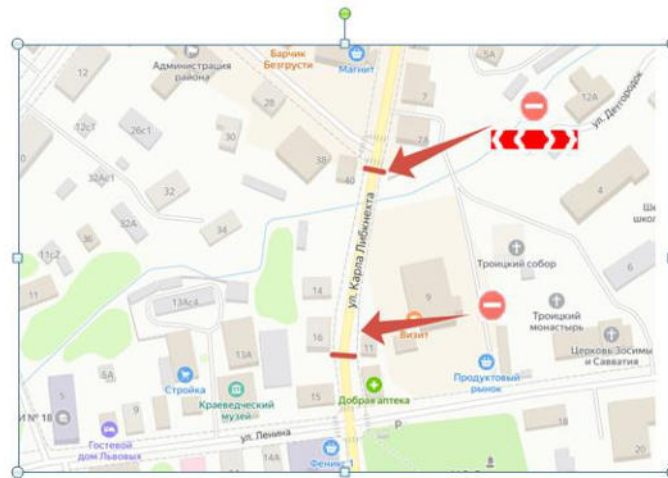 12
Администрация
района
Барчик
Безгрусти
Магнит
5А
7
12А
ул. Детгородок
28
12с1
26с1
30
7А
38
40
32Ас1
32
32А
34
36
11с2
11
4
Троицкий собор
6
ул. Карла Либкнехта
13Ас4
14
9
16
Визит
11
Троицкий
монастырь
Церковь Зосимы
и Савватия
13А
5А
Стройка
Продуктовый
рынок
5
9
Краеведческий
музей
15
Добрая аптека
И № 18
Гостевой
дом Львовых
ул. Ленина
14А
Феникс 1
18
20